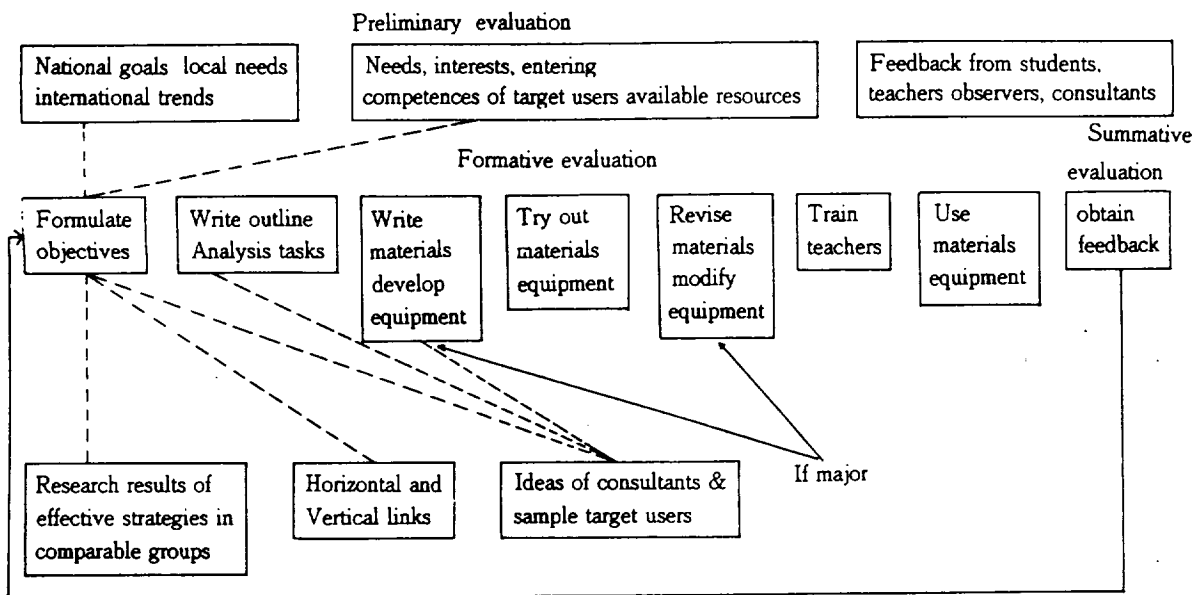 Preliminary evaluation
National goals local needs
international trends
Needs, interests, entering
competences of target users available resources
Feedback from students,
teachers observers, consultants
Summative
evaluation
Formative evaluation
Formulate
objectives
Write outline
Analysis tasks
Write
materials
develop
equipment
Try out
materials
equipment
Revise
materials
modify
equipment
Train
teachers
Use
materials
equipment
obtain
feedback
Research results of
effective strategies in
comparable groups
Horizontal and
Vertical links
Ideas of consultants &
sample target users
If major